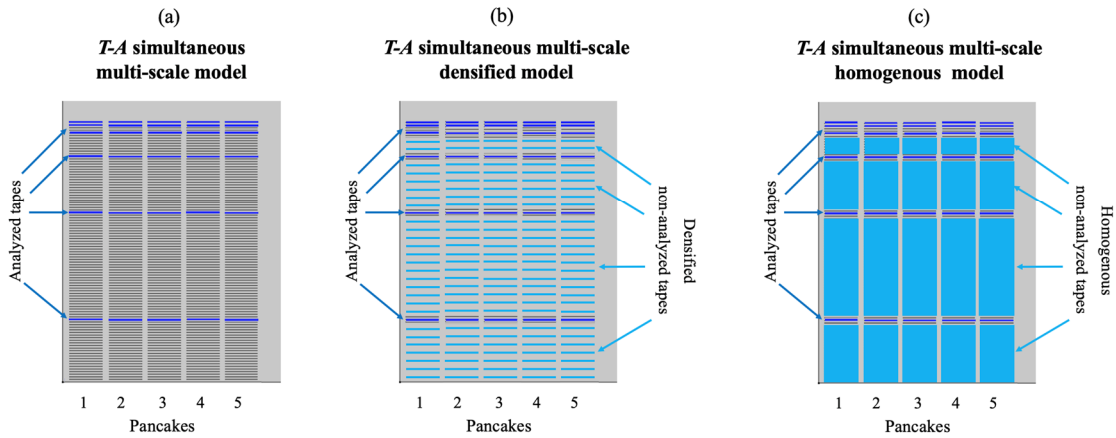 (a)
T-A simultaneous
multi-scale model
Analyzed tapes
1 2 3 4 5
Pancakes
(b)
T-A simultaneous multi-scale
densified model
Analyzed tapes
Densified
non-analyzed tapes
1 2 3 4 5
Pancakes
(c)
T-A simultaneous multi-scale
homogenous model
Analyzed tapes
Homogenous
non-analyzed tapes
1 2 3 4 5
Pancakes